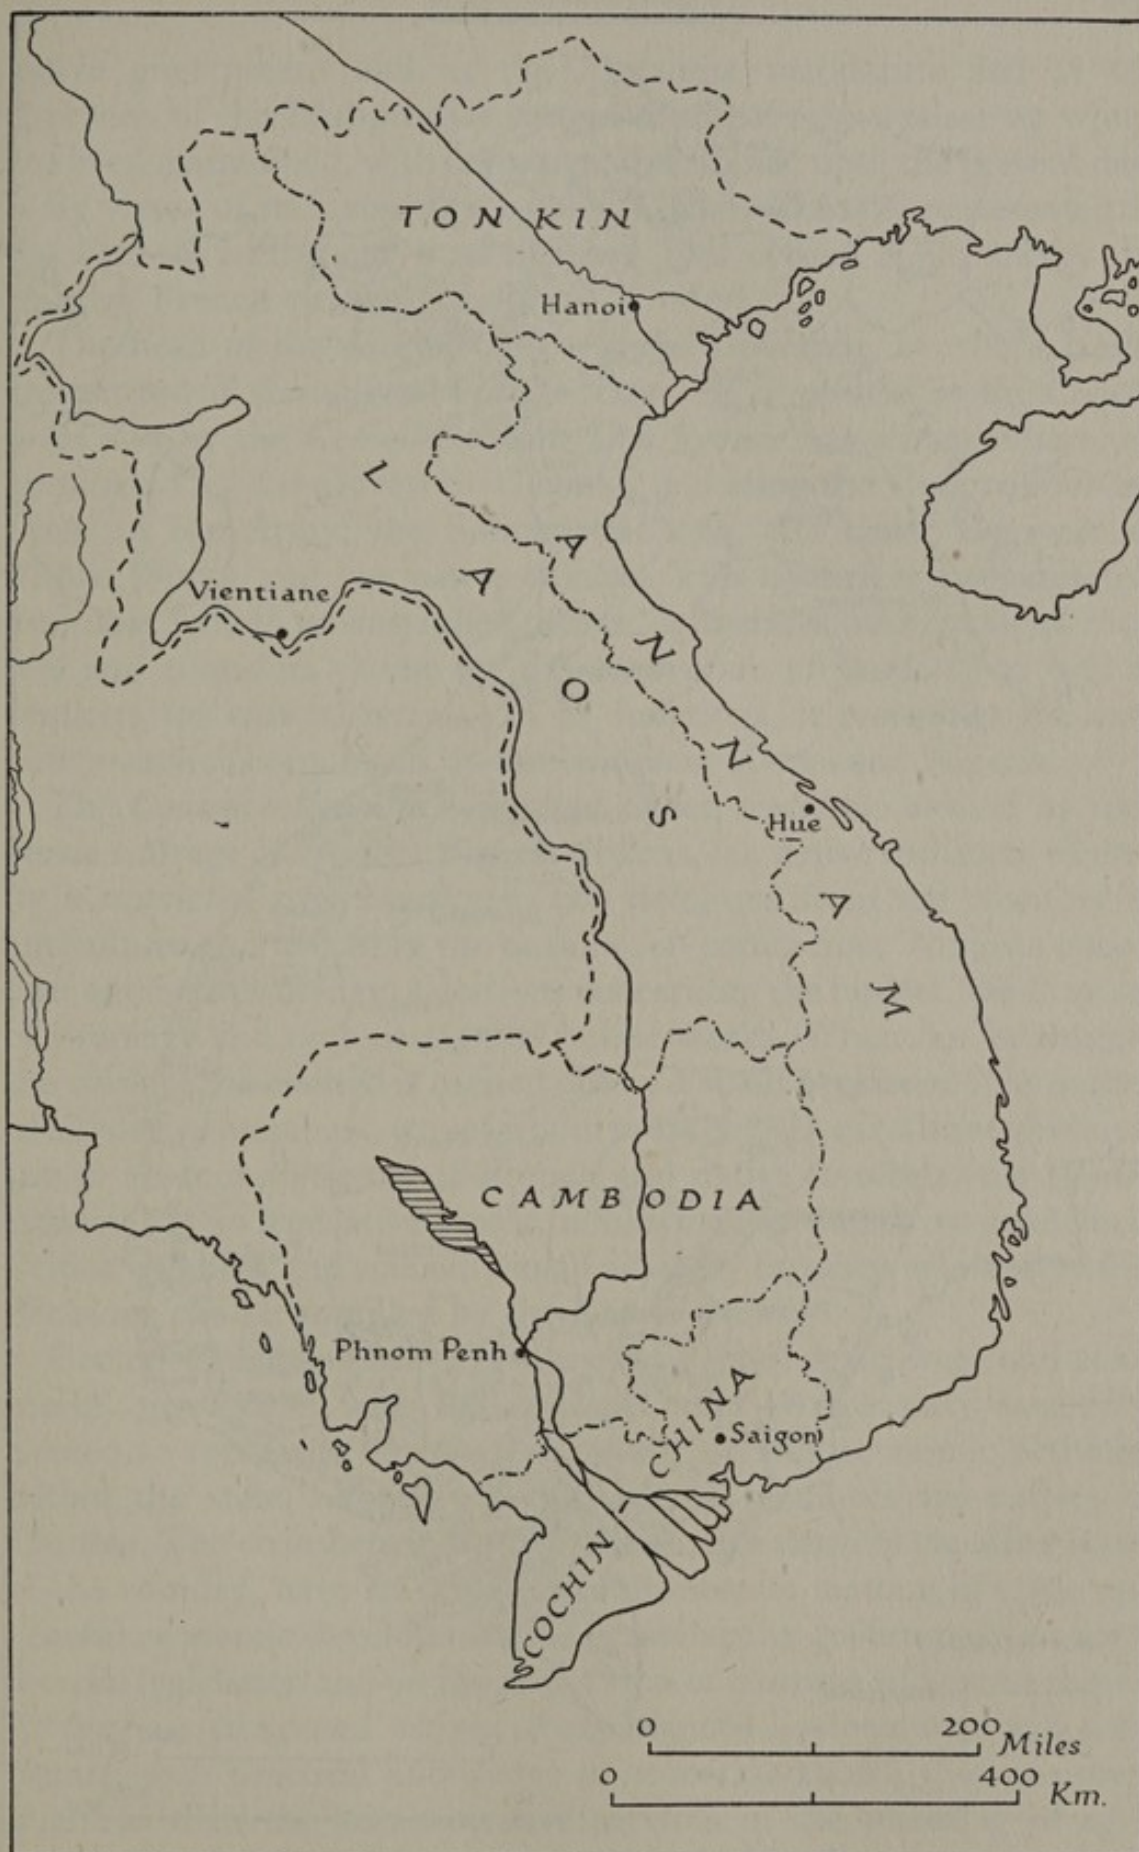 TONKIN
Hanoi
LAOS
ANNAM
Vientiane
Hue
CAMBODIA
Phnom Penh
COCHIN CHINA
Saigon
0 200 Miles
0 400 Km.